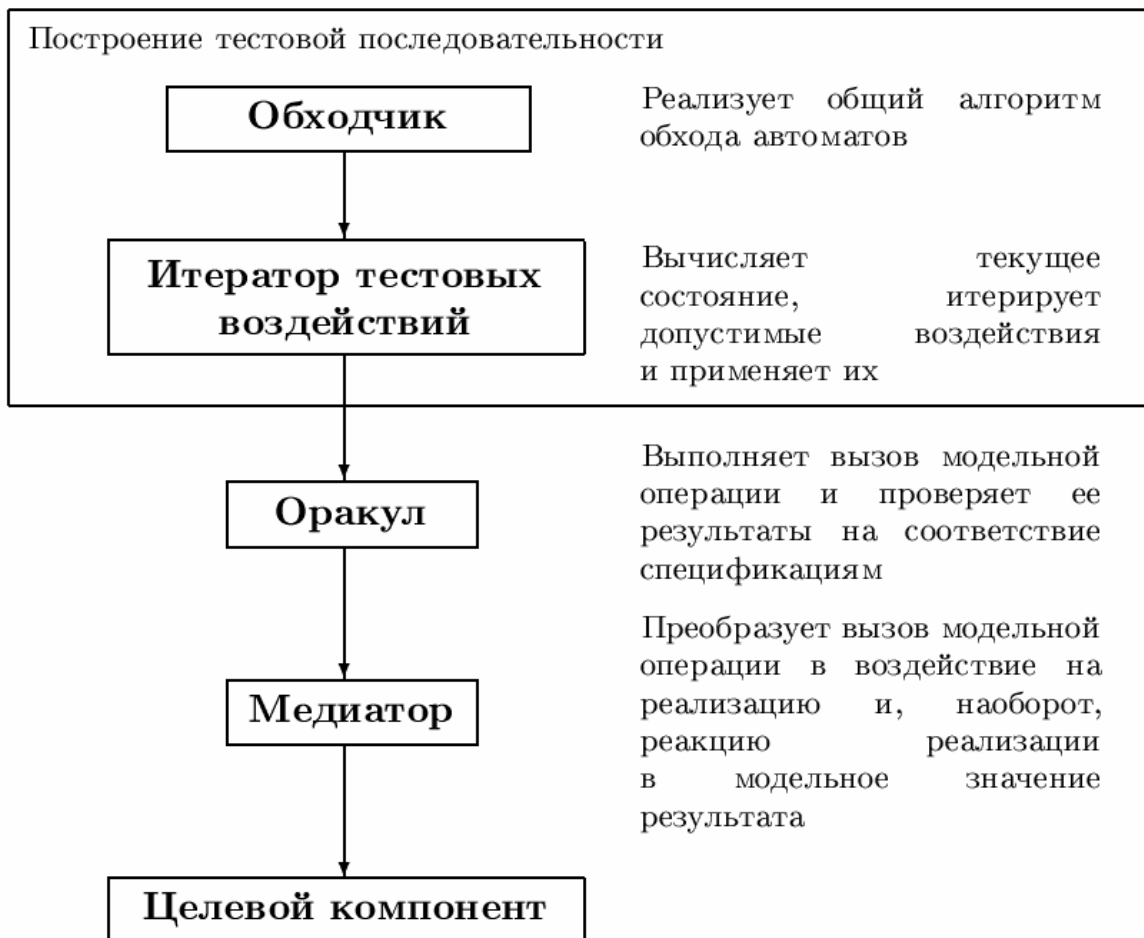 Построение тестовой последовательности
Обходчик
Реализует общий алгоритм
обхода автоматов
Итератор тестовых
воздействий
Вычисляет текущее
состояние, итерирует
допустимые воздействия
и применяет их
Оракул
Выполняет вызов модельной
операции и проверяет ее
результаты на соответствие
спецификациям
Медиатор
Преобразует вызов модельной
операции в воздействие на
реализацию и, наоборот,
реакцию реализации
в модельное значение
результата
Целевой компонент